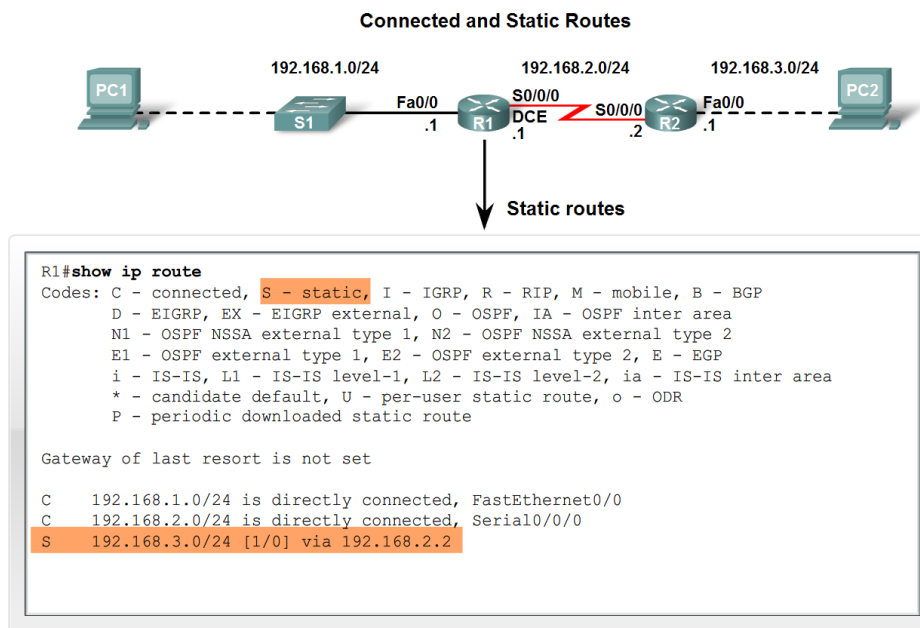 Connected and Static Routes
192.168.1.0/24
192.168.2.0/24
192.168.3.0/24
PC1
S1
Fa0/0
.1
R1
S0/0/0
DCE
.1
S0/0/0
.2
R2
Fa0/0
.1
PC2
Static routes
R1#show ip route
Codes: C - connected, S - static, I - IGRP, R - RIP, M - mobile, B - BGP
D - EIGRP, EX - EIGRP external, O - OSPF, IA - OSPF inter area
N1 - OSPF NSSA external type 1, N2 - OSPF NSSA external type 2
E1 - OSPF external type 1, E2 - OSPF external type 2, E - EGP
i - IS-IS, L1 - IS-IS level-1, L2 - IS-IS level-2, ia - IS-IS inter area
* - candidate default, U - per-user static route, o - ODR
P - periodic downloaded static route
Gateway of last resort is not set
C 192.168.1.0/24 is directly connected, FastEthernet0/0
C 192.168.2.0/24 is directly connected, Serial0/0/0
S 192.168.3.0/24 [1/0] via 192.168.2.2